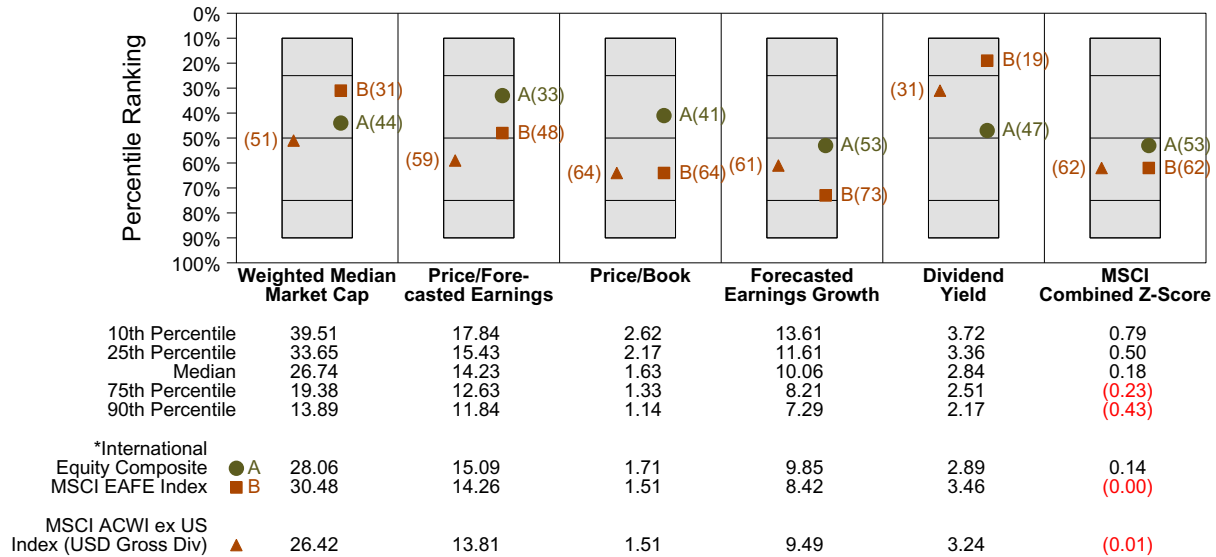 Percentile Ranking
0%
10%
20%
30%
40%
50%
60%
70%
80%
90%
100%
(51)
B(31)
A(44)
(59)
A(33)
B(48)
(64)
A(41)
B(64)
(61)
A(53)
B(73)
(31)
B(19)
A(47)
(62)
A(53)
B(62)
Weighted Median
Market Cap
Price/Fore-
casted Earnings
Price/Book
Forecasted
Earnings Growth
Dividend
Yield
MSCI
Combined Z-Score
10th Percentile 39.51 17.84 2.62 13.61 3.72 0.79
25th Percentile 33.65 15.43 2.17 11.61 3.36 0.50
Median 26.74 14.23 1.63 10.06 2.84 0.18
75th Percentile 19.38 12.63 1.33 8.21 2.51 (0.23)
90th Percentile 13.89 11.84 1.14 7.29 2.17 (0.43)
*International
Equity Composite A 28.06 15.09 1.71 9.85 2.89 0.14
MSCI EAFE Index B 30.48 14.26 1.51 8.42 3.46 (0.00)
MSCI ACWI ex US
Index (USD Gross Div) 26.42 13.81 1.51 9.49 3.24 (0.01)